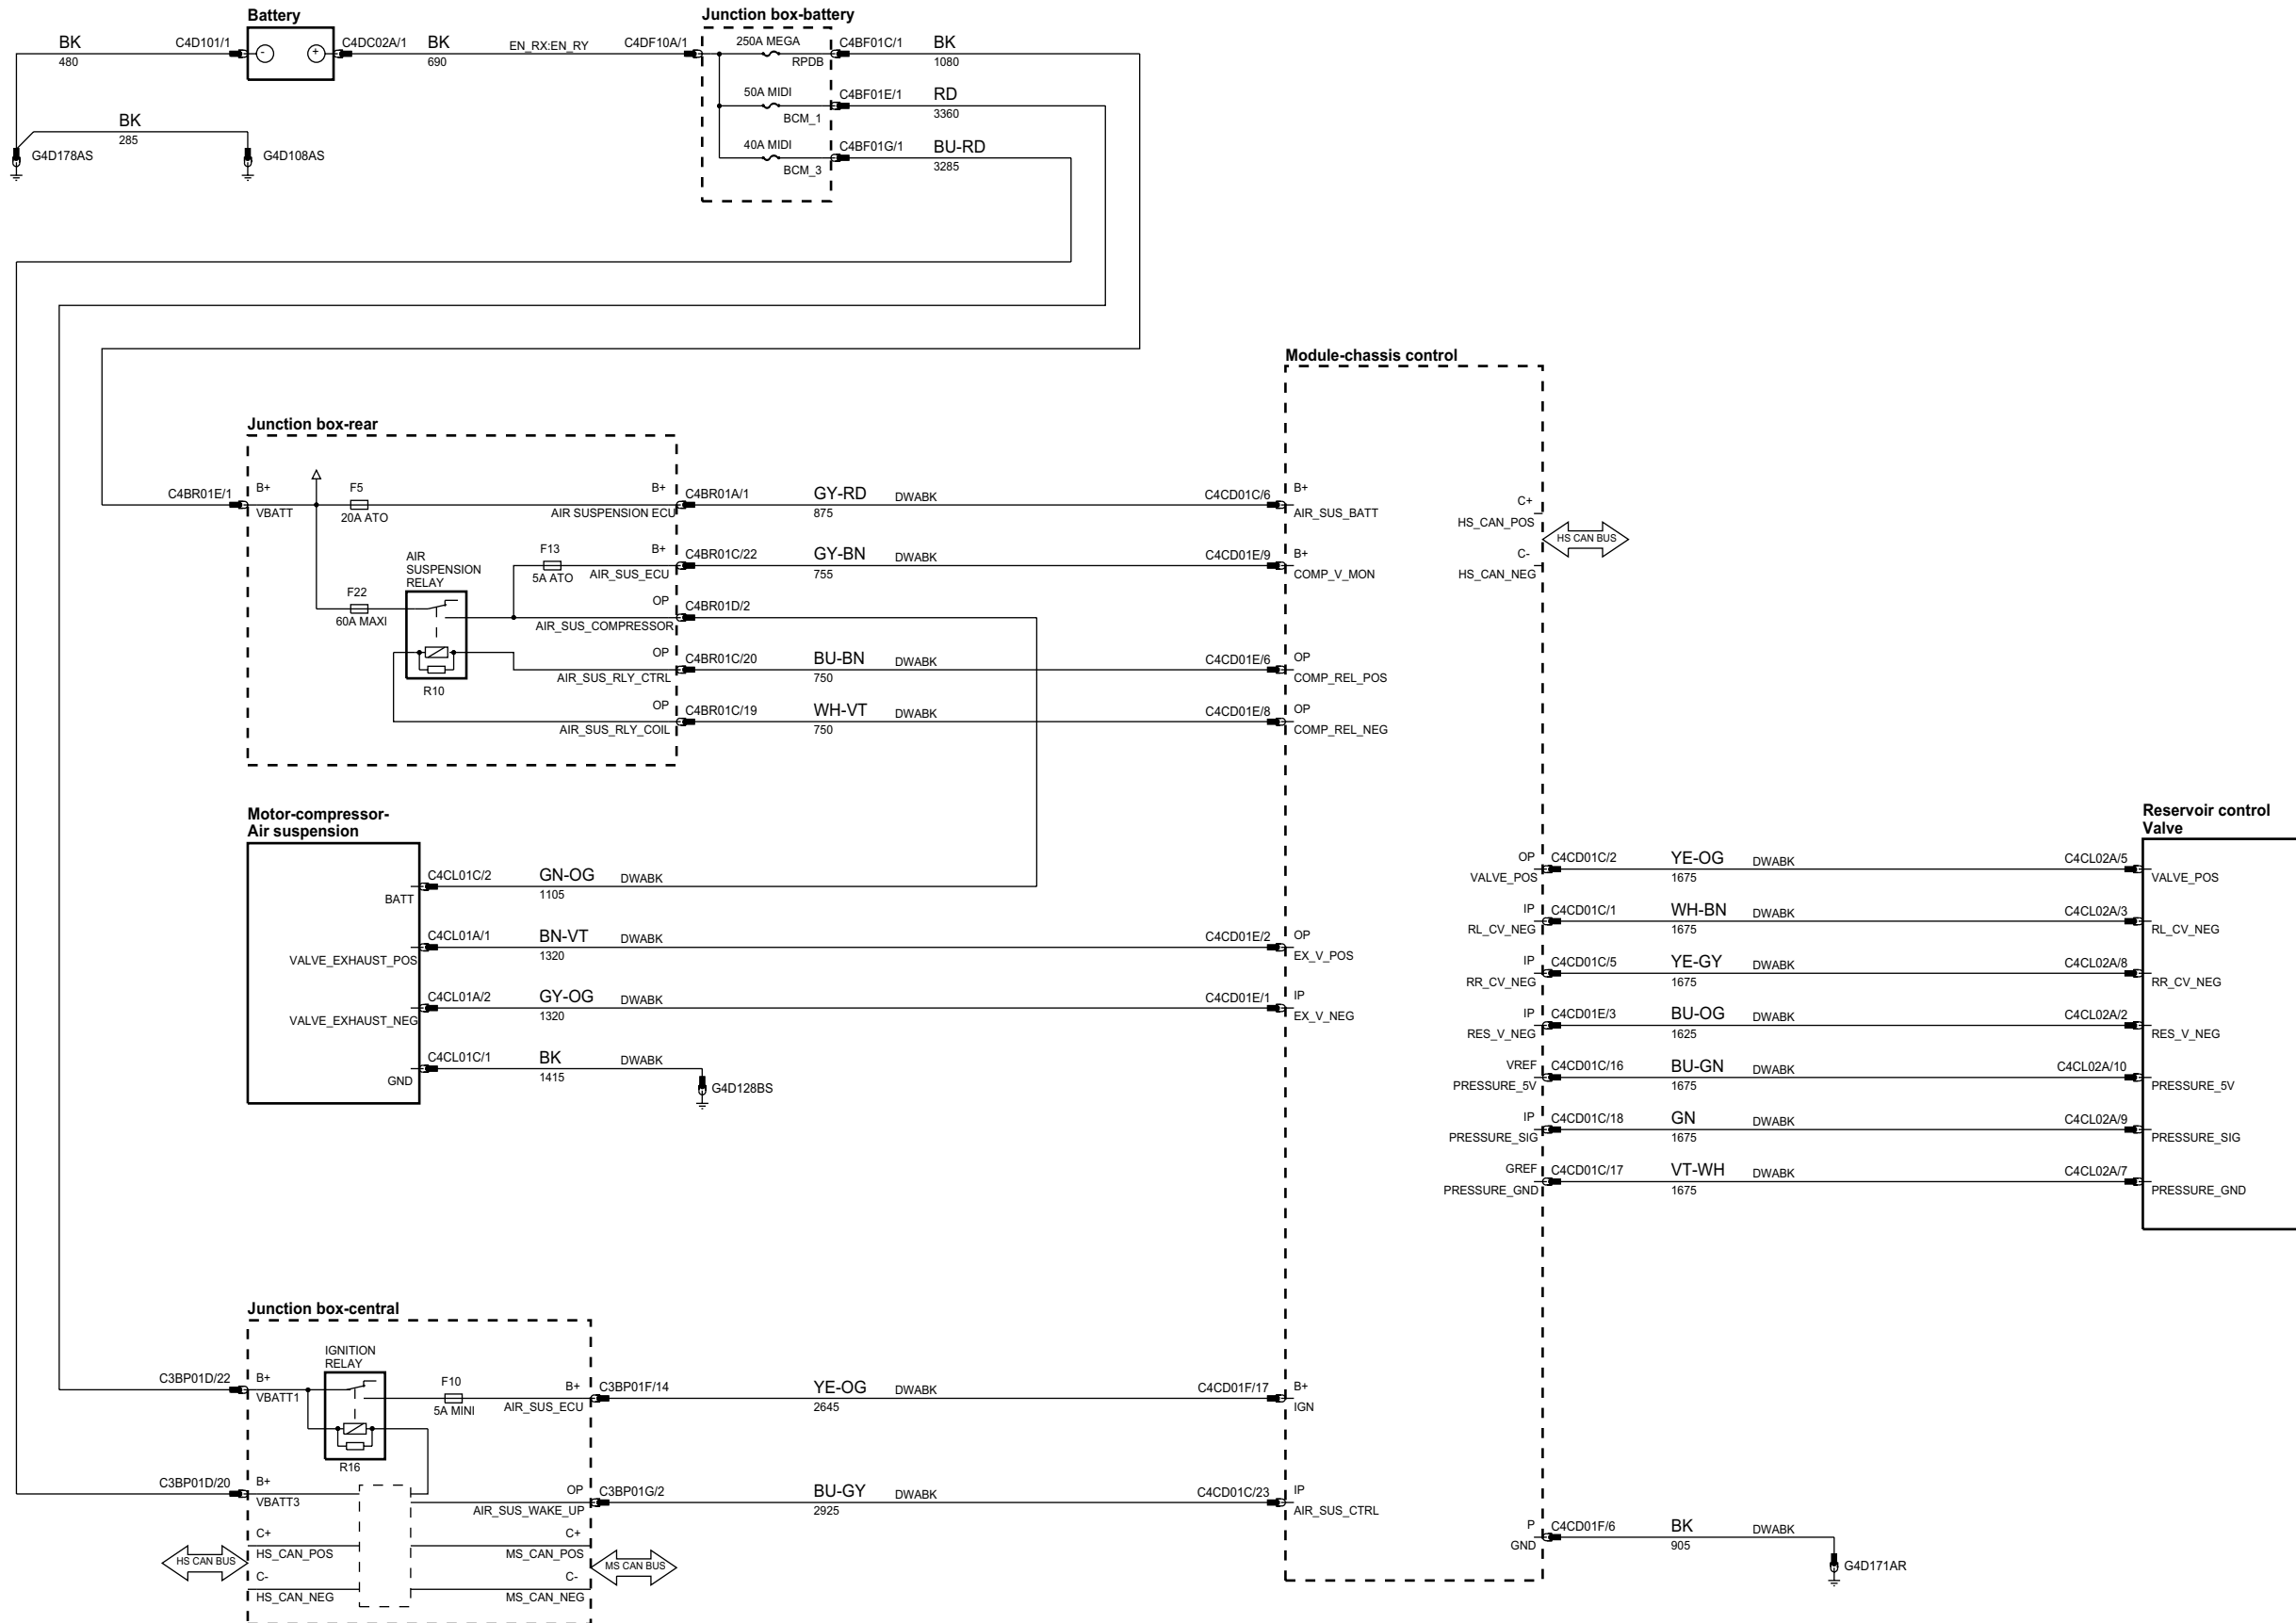 Battery
Junction box-battery
BK
480
C4D101/1
-
+
C4DC02A/1
BK
690
EN_RX:EN_RY
C4DF10A/1
250A MEGA
RPDB
C4BF01C/1
BK
1080
50A MIDI
BCM_1
C4BF01E/1
RD
3360
BK
285
G4D178AS
G4D108AS
40A MIDI
BCM_3
C4BF01G/1
BU-RD
3285
Module-chassis control
Junction box-rear
C4BR01E/1
B+
VBATT
F5
20A ATO
B+
AIR SUSPENSION ECU
C4BR01A/1
GY-RD
875
DWABK
C4CD01C/6
B+
AIR_SUS_BATT
C+
HS_CAN_POS
HS CAN BUS
C-
HS_CAN_NEG
AIR
SUSPENSION
RELAY
F13
5A ATO
B+
AIR_SUS_ECU
C4BR01C/22
GY-BN
755
DWABK
C4CD01E/9
B+
COMP_V_MON
F22
60A MAXI
OP
AIR_SUS_COMPRESSOR
C4BR01D/2
OP
AIR_SUS_RLY_CTRL
C4BR01C/20
BU-BN
750
DWABK
C4CD01E/6
OP
COMP_REL_POS
R10
OP
AIR_SUS_RLY_COIL
C4BR01C/19
WH-VT
750
DWABK
C4CD01E/8
OP
COMP_REL_NEG
Motor-compressor-
Air suspension
Reservoir control
Valve
BATT
C4CL01C/2
GN-OG
1105
DWABK
VALVE_EXHAUST_POS
C4CL01A/1
BN-VT
1320
DWABK
C4CD01E/2
OP
EX_V_POS
VALVE_EXHAUST_NEG
C4CL01A/2
GY-OG
1320
DWABK
C4CD01E/1
IP
EX_V_NEG
GND
C4CL01C/1
BK
1415
DWABK
G4D128BS
OP
VALVE_POS
C4CD01C/2
YE-OG
1675
DWABK
C4CL02A/5
VALVE_POS
IP
RL_CV_NEG
C4CD01C/1
WH-BN
1675
DWABK
C4CL02A/3
RL_CV_NEG
IP
RR_CV_NEG
C4CD01C/5
YE-GY
1675
DWABK
C4CL02A/8
RR_CV_NEG
IP
RES_V_NEG
C4CD01E/3
BU-OG
1625
DWABK
C4CL02A/2
RES_V_NEG
VREF
PRESSURE_5V
C4CD01C/16
BU-GN
1675
DWABK
C4CL02A/10
PRESSURE_5V
IP
PRESSURE_SIG
C4CD01C/18
GN
1675
DWABK
C4CL02A/9
PRESSURE_SIG
GREF
PRESSURE_GND
C4CD01C/17
VT-WH
1675
DWABK
C4CL02A/7
PRESSURE_GND
Junction box-central
IGNITION
RELAY
C3BP01D/22
B+
VBATT1
F10
5A MINI
B+
AIR_SUS_ECU
C3BP01F/14
YE-OG
2645
DWABK
C4CD01F/17
B+
IGN
R16
C3BP01D/20
B+
VBATT3
OP
AIR_SUS_WAKE_UP
C3BP01G/2
BU-GY
2925
DWABK
C4CD01C/23
IP
AIR_SUS_CTRL
HS CAN BUS
C+
HS_CAN_POS
C-
HS_CAN_NEG
C+
MS_CAN_POS
C-
MS_CAN_NEG
MS CAN BUS
P
GND
C4CD01F/6
BK
905
DWABK
G4D171AR